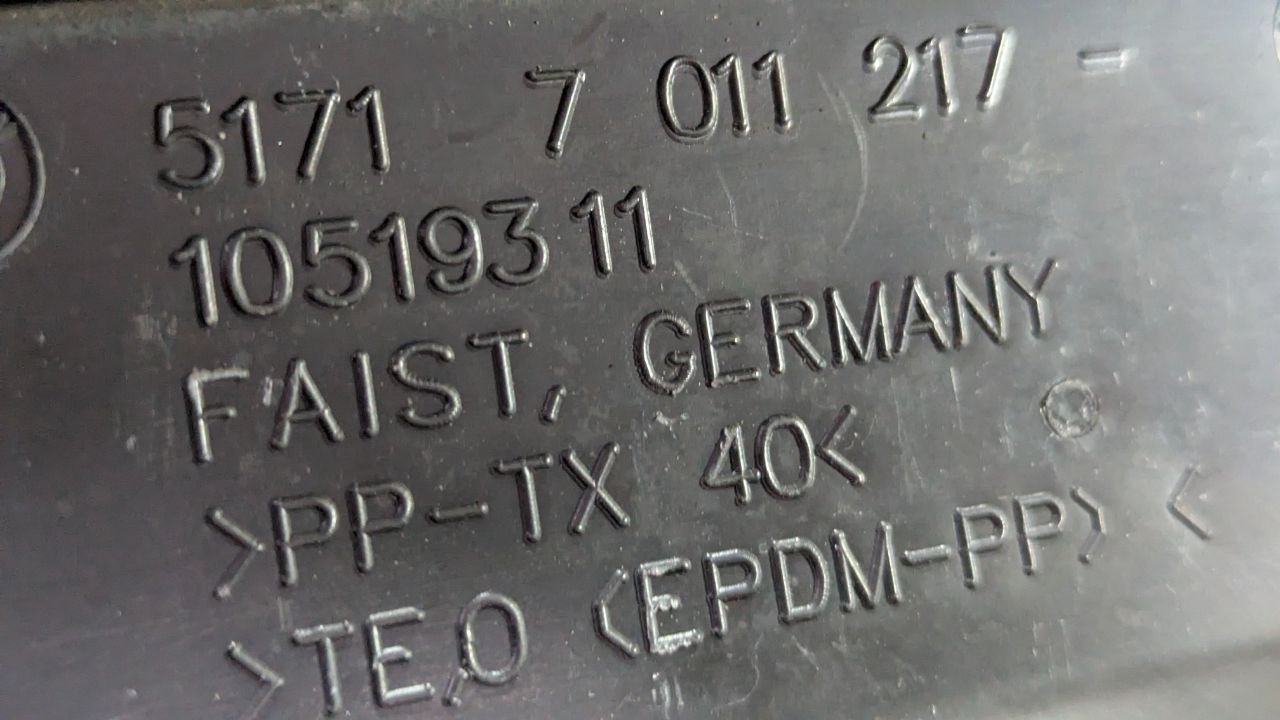 5171 7 011 217 -
10519311
FAIST, GERMANY
>PP-TX 40<
>TE,O (EPDM-PP) <